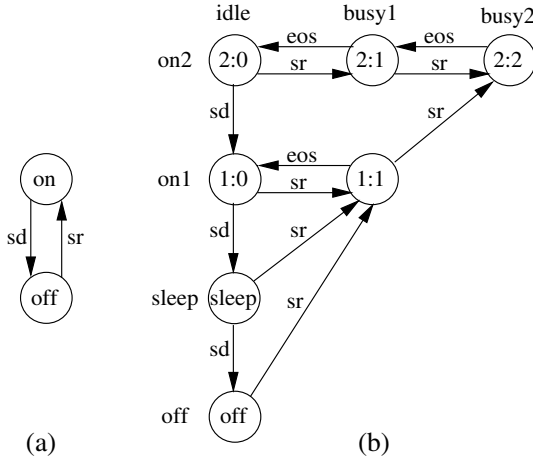 idle busy1 busy2
on2 2:0 eos 2:1 eos 2:2
sr sr
sd sr
on1 1:0 eos 1:1
sr
on
sd sr
sd sr
sleep sleep
off
sr
sd
off off
(a) (b)